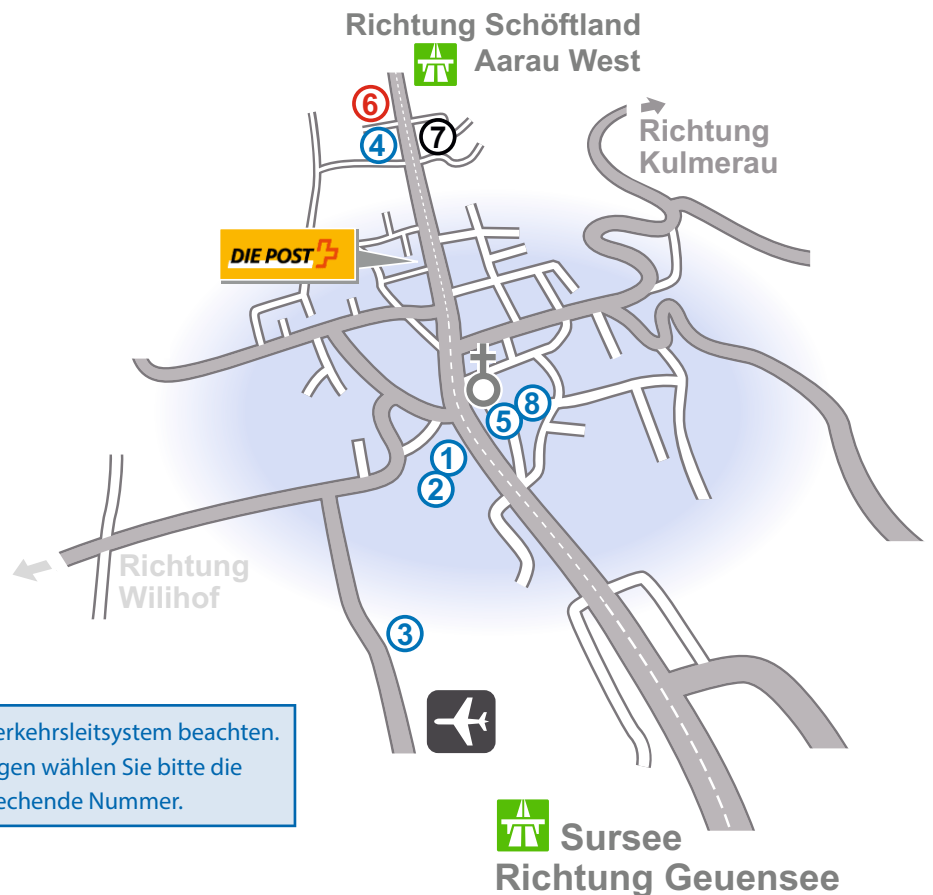 Richtung Schöftland
Aarau West
6
4
7
Richtung
Kulmerau
DIE POST
8
5
1
2
Richtung
Wilihof
3
erkehrsleitsystem beachten.
gen wählen Sie bitte die
echende Nummer.
Sursee
Richtung Geuensee